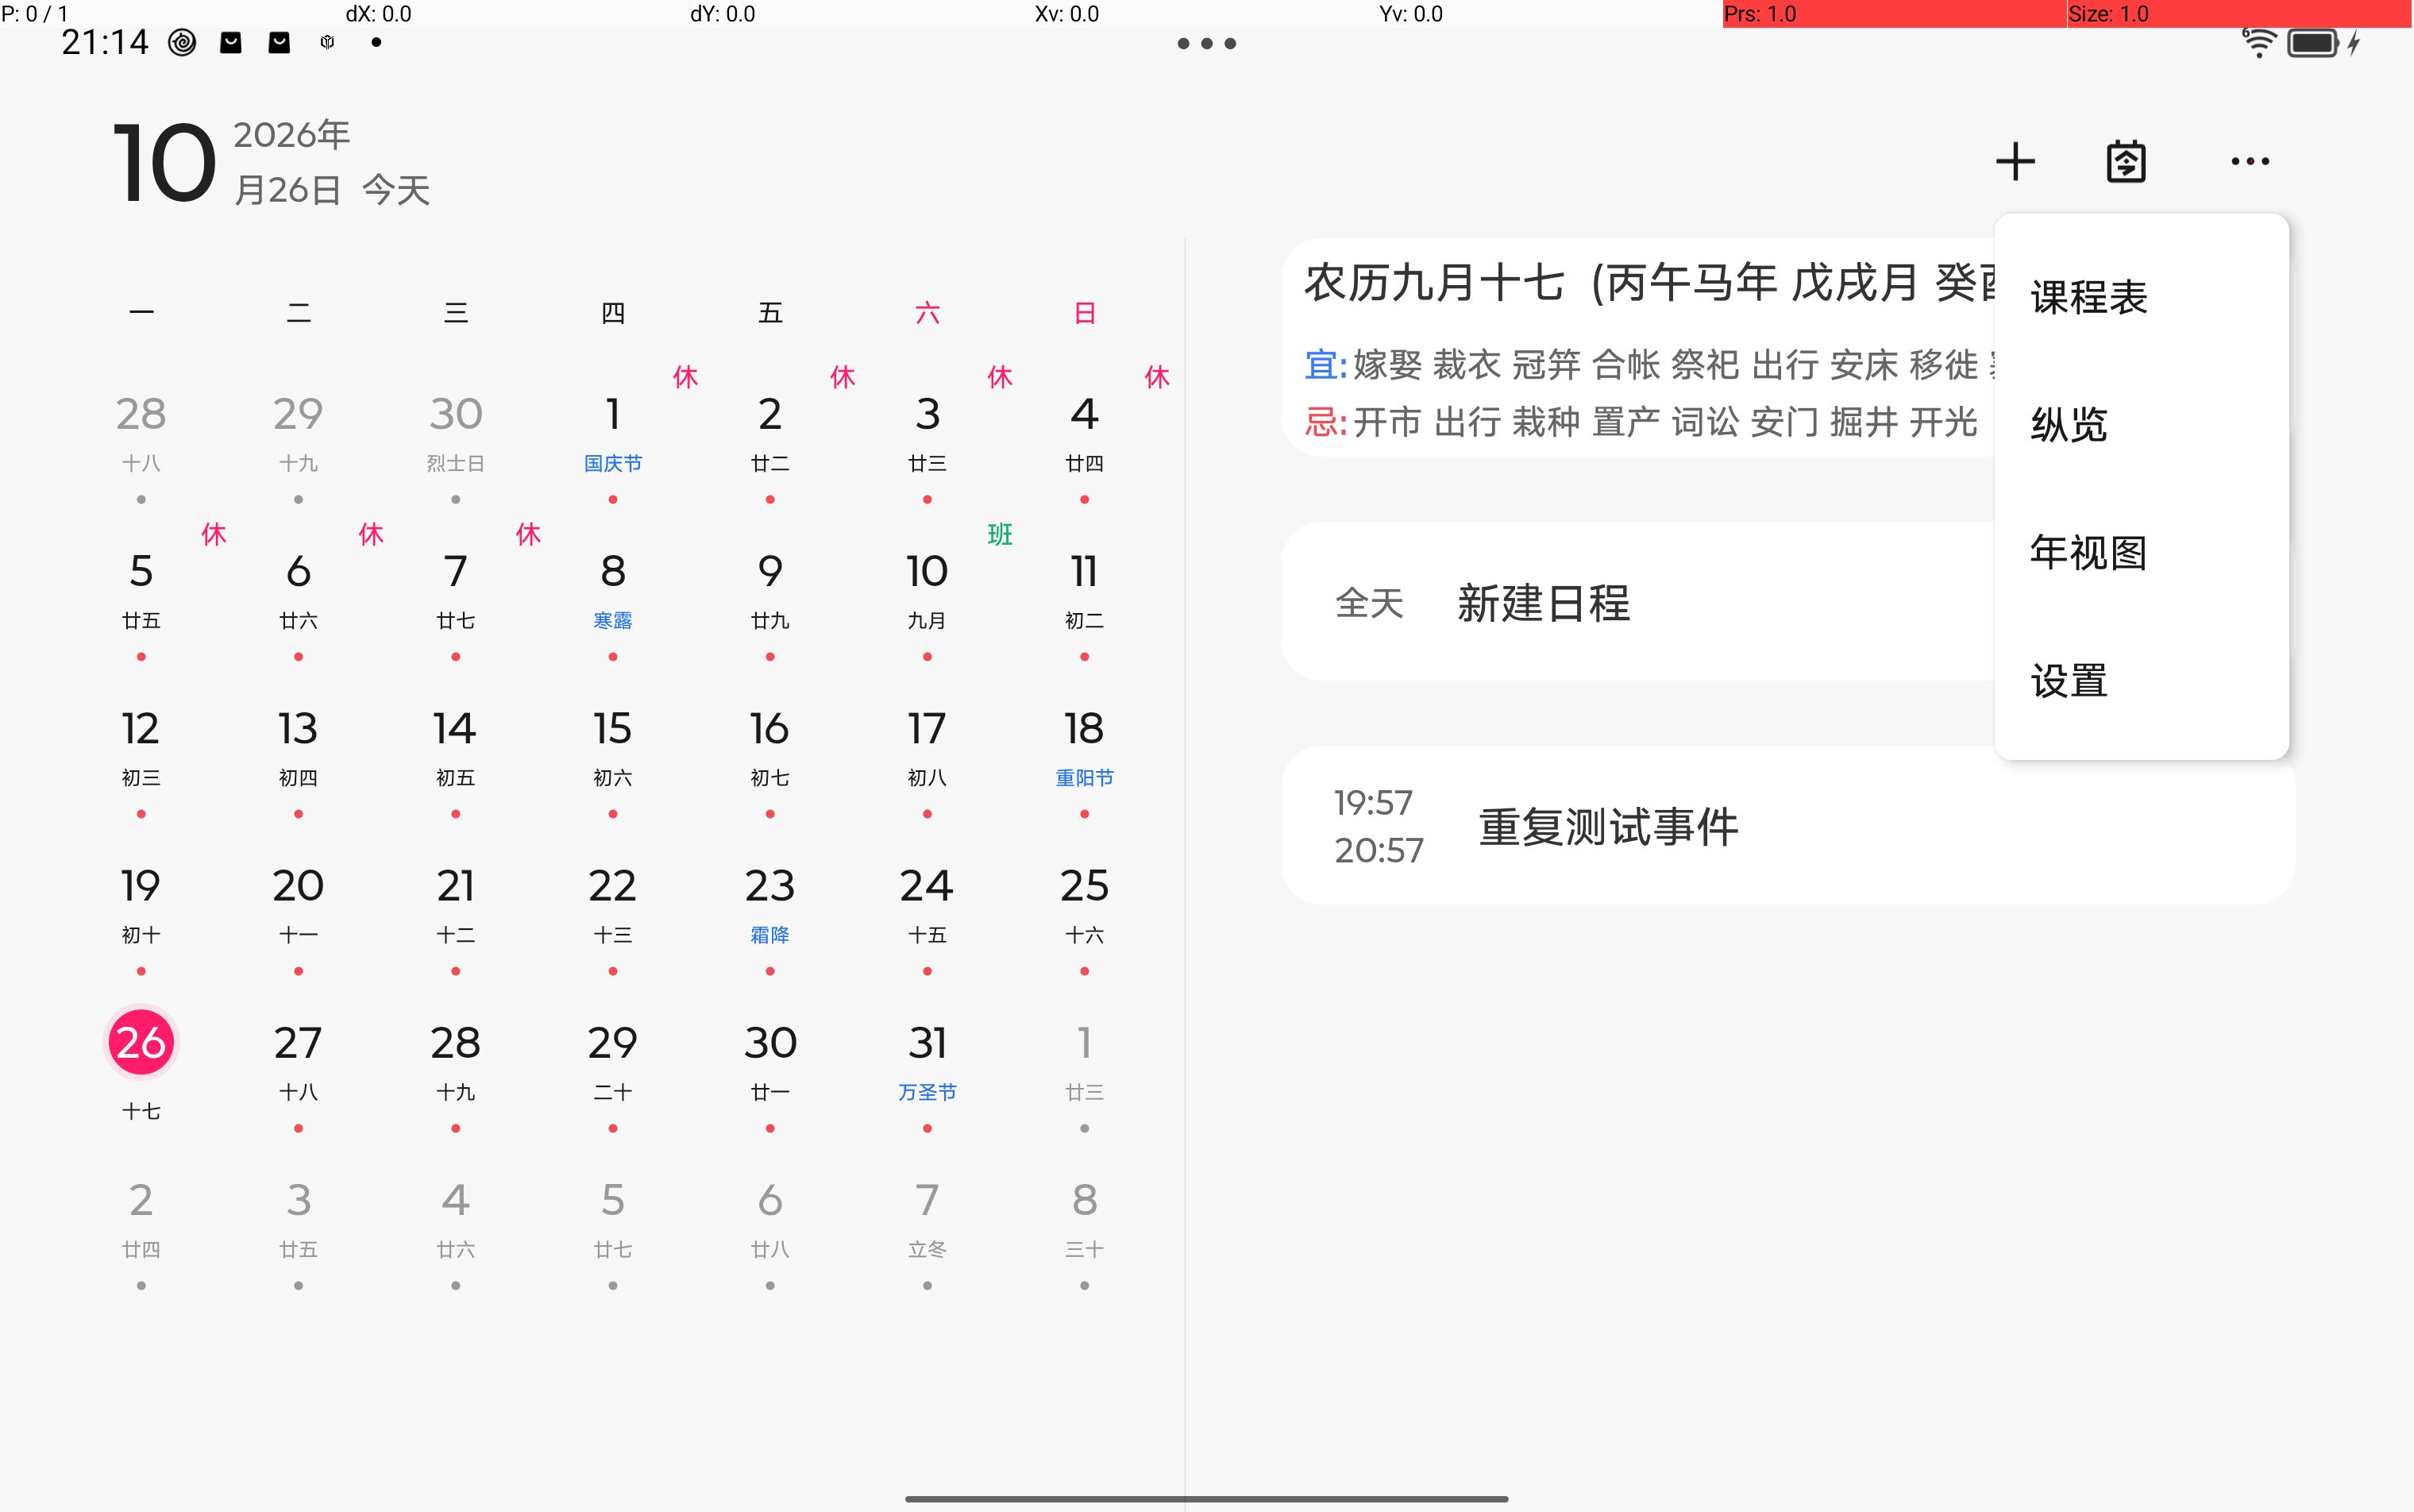 P: 0 / 1 dX: 0.0 dY: 0.0 Xv: 0.0 Yv: 0.0 Prs: 1.0 Size: 1.0
21:14
10 2026年
月26日 今天
一 二 三 四 五 六 日
休 休 休 休
28 29 30 1 2 3 4
十八 十九 烈士日 国庆节 廿二 廿三 廿四
休 休 休 班
5 6 7 8 9 10 11
廿五 廿六 廿七 寒露 廿九 九月 初二
12 13 14 15 16 17 18
初三 初四 初五 初六 初七 初八 重阳节
19 20 21 22 23 24 25
初十 十一 十二 十三 霜降 十五 十六
26 27 28 29 30 31 1
十七 十八 十九 二十 廿一 万圣节 廿三
2 3 4 5 6 7 8
廿四 廿五 廿六 廿七 廿八 立冬 三十
农历九月十七 (丙午马年 戊戌月 癸
宜: 嫁娶 裁衣 冠笄 合帐 祭祀 出行 安床 移徙
忌: 开市 出行 栽种 置产 词讼 安门 掘井 开光
全天 新建日程
19:57
20:57
重复测试事件
课程表
纵览
年视图
设置